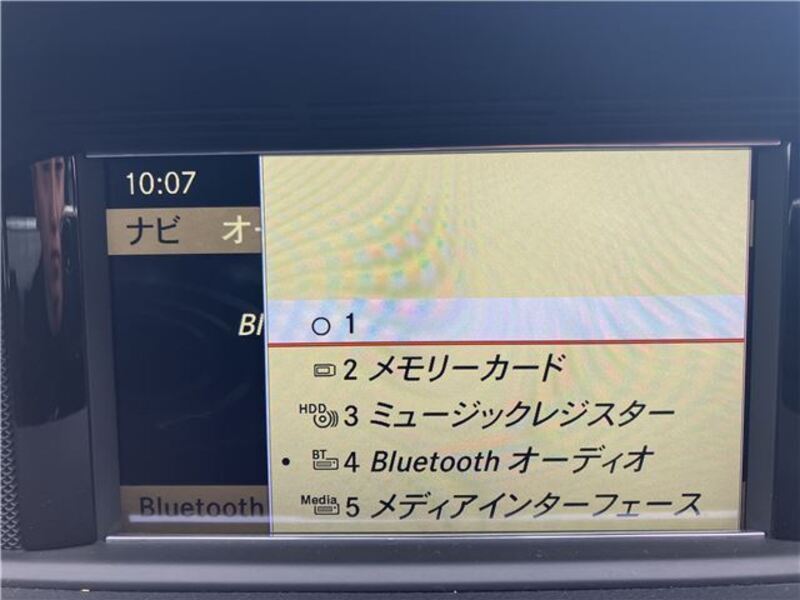 10:07
ナビ オー
Bl
1
2 メモリーカード
HDD 3 ミュージックレジスター
BT 4 Bluetooth オーディオ
Media 5 メディアインターフェース
Bluetooth